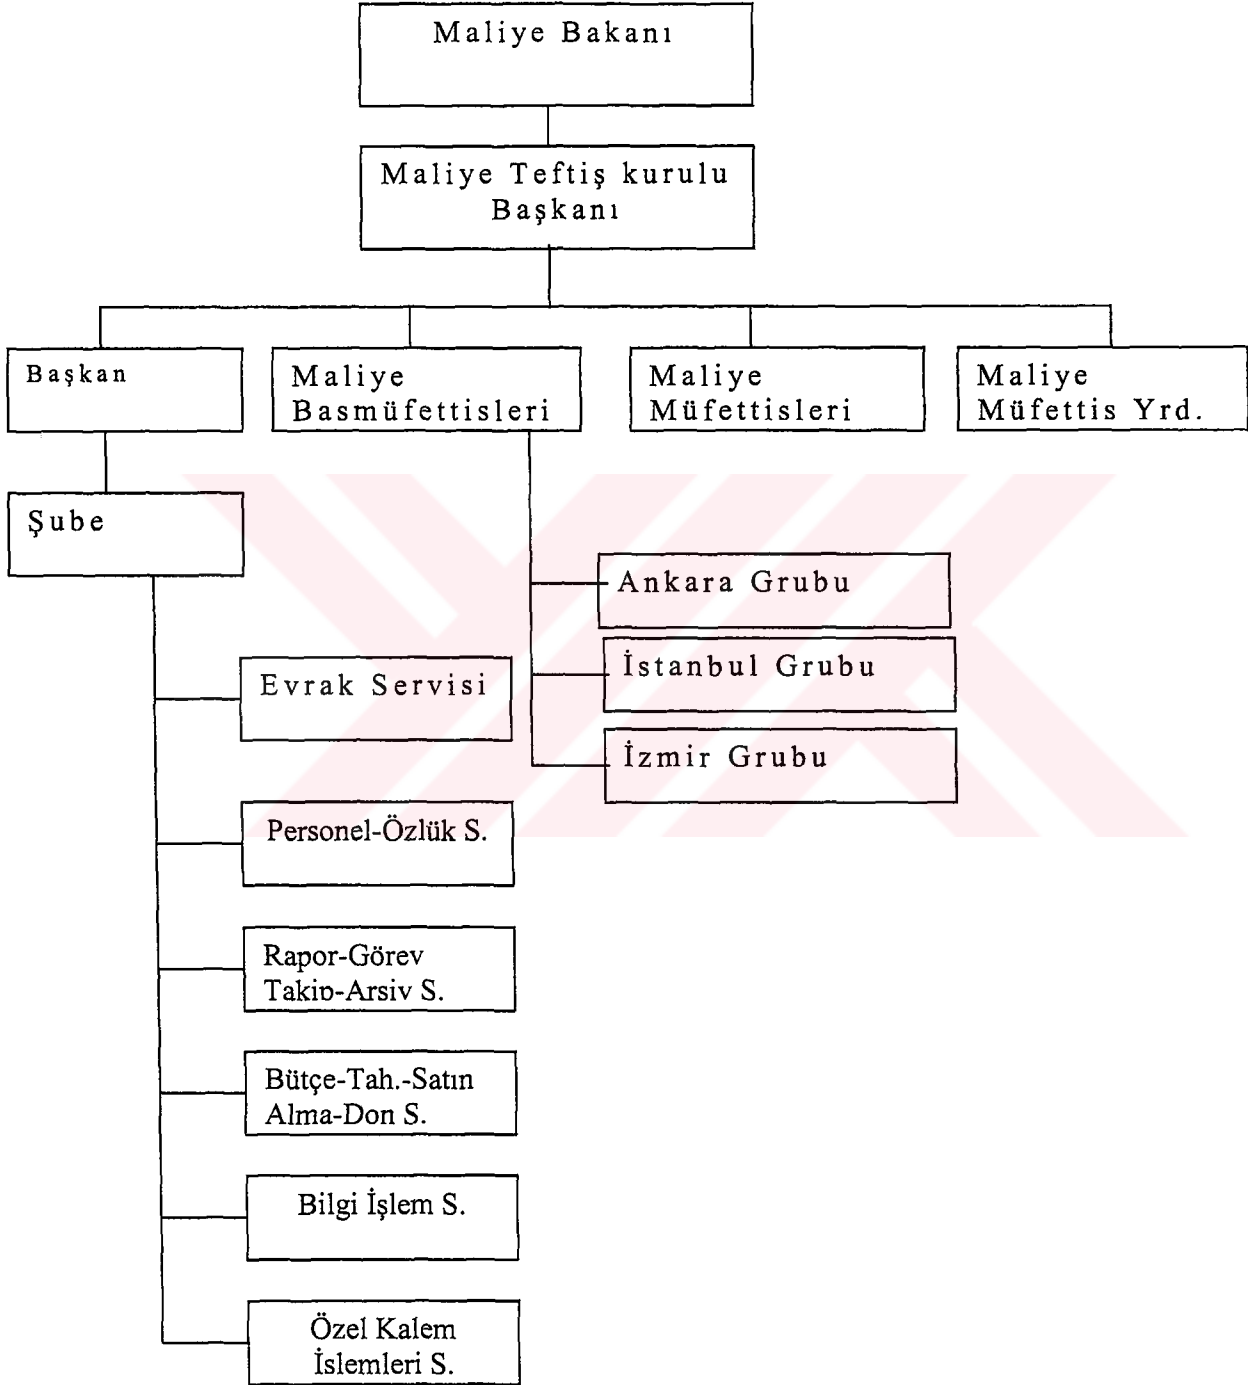 Maliye Bakanı
Maliye Teftiş kurulu
Başkanı
Başkan
Maliye
Basmüfettisleri
Maliye
Müfettisleri
Maliye
Müfettis Yrd.
Şube
Ankara Grubu
İstanbul Grubu
İzmir Grubu
Evrak Servisi
Personel-Özlük S.
Rapor-Görev
Takip-Arsiv S.
Bütçe-Tah.-Satın
Alma-Don S.
Bilgi İşlem S.
Özel Kalem
İslemleri S.